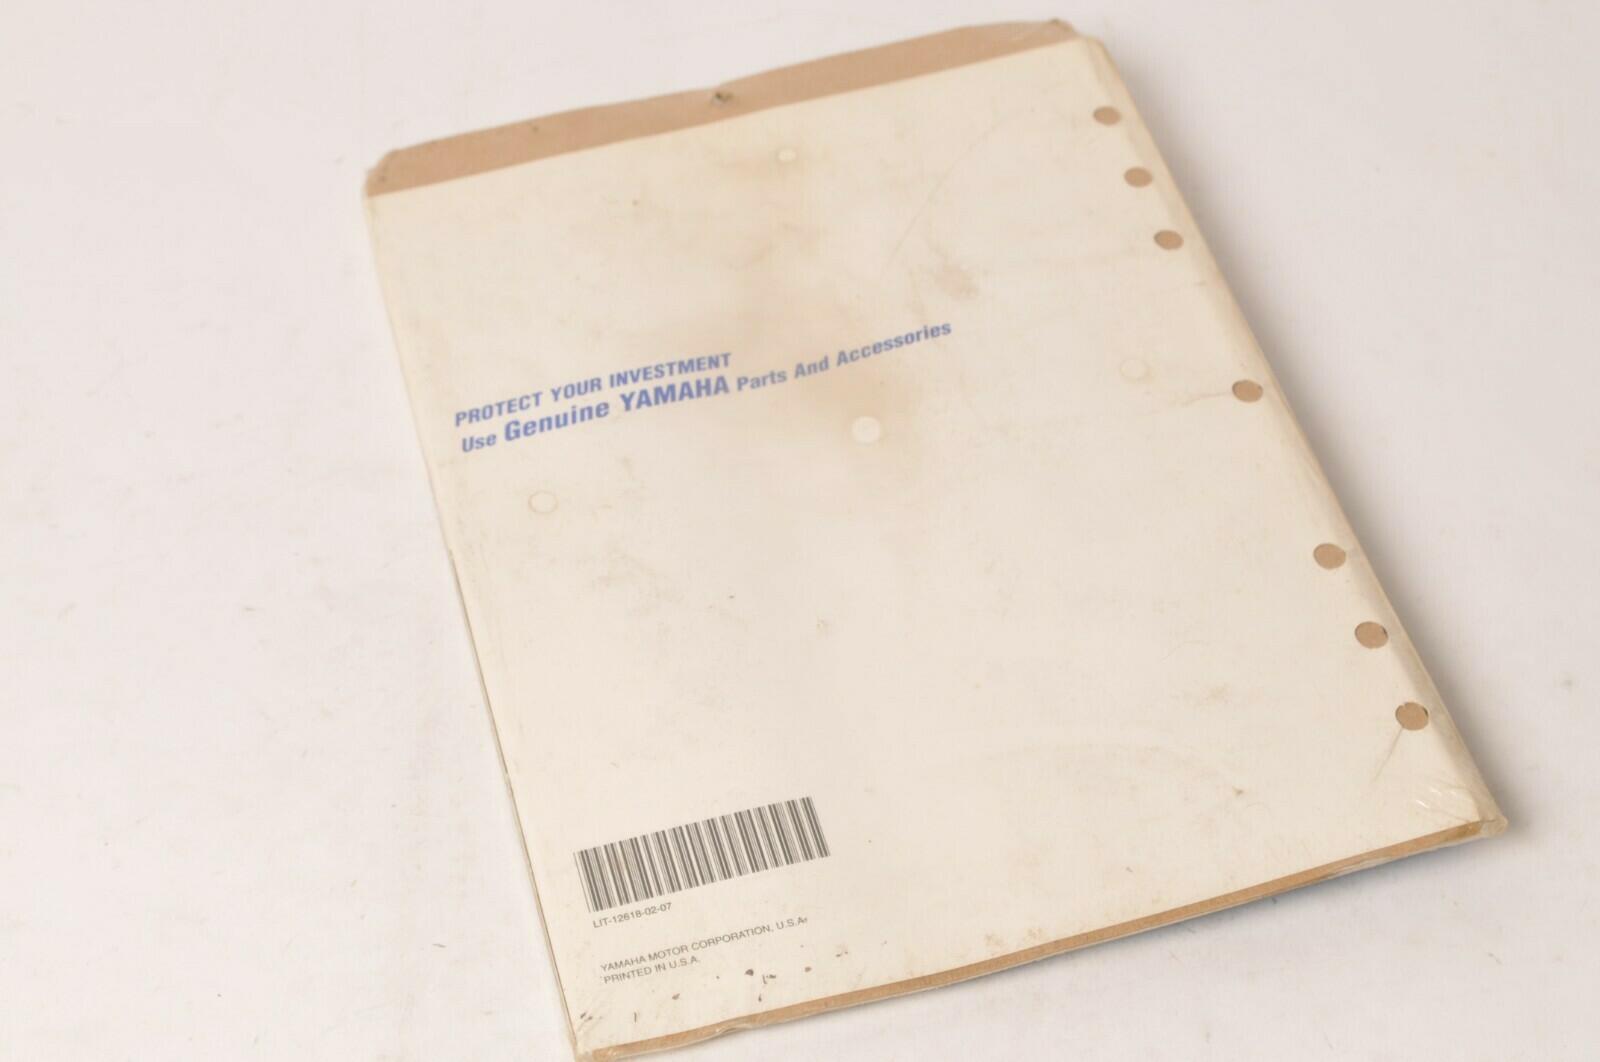 PROTECT YOUR INVESTMENT
Use Genuine YAMAHA Parts And Accessories
LIT-12618-02-07
YAMAHA MOTOR CORPORATION, U.S.A.
PRINTED IN U.S.A.